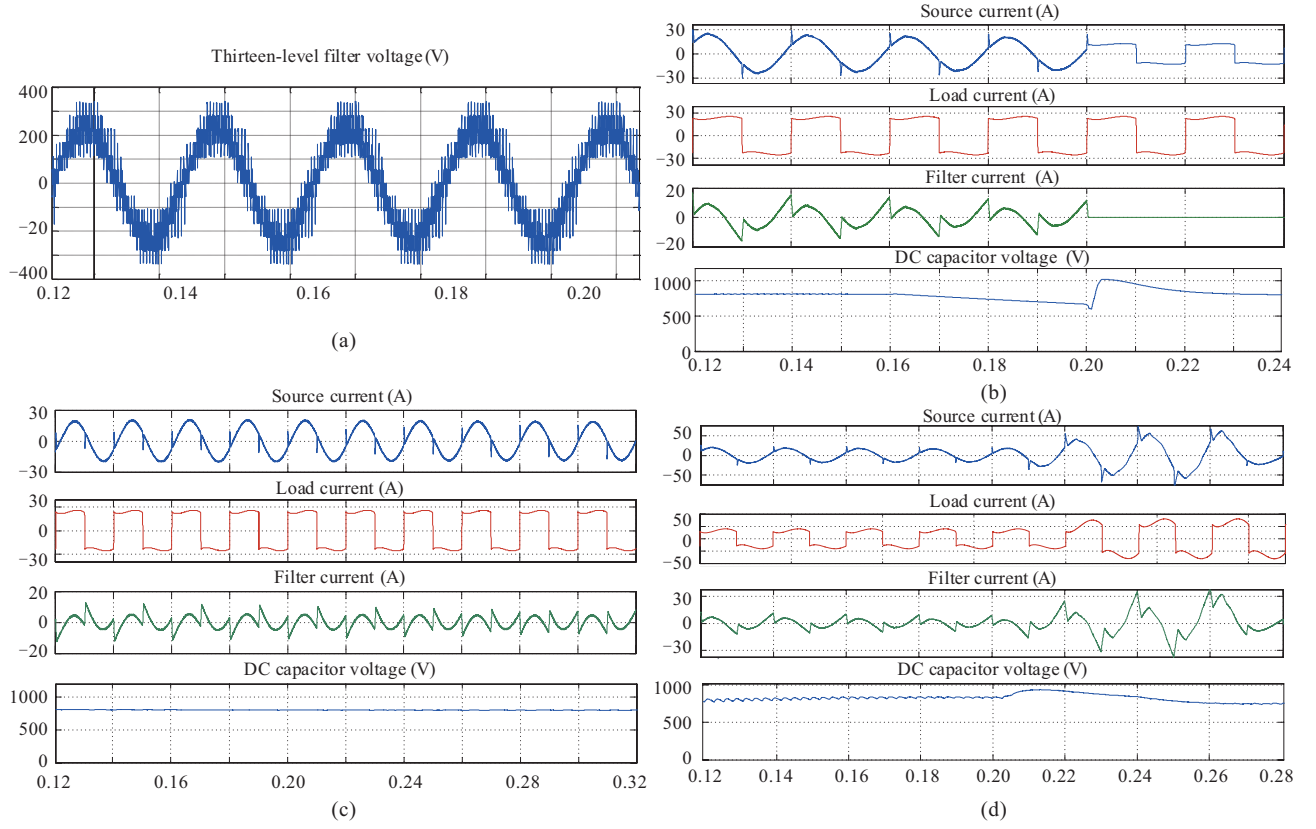 (a)
Thirteen-level filter voltage (V)
400
200
0
−20
−400
0.12 0.14 0.16 0.18 0.20
(b)
Source current (A)
30
0
−30
Load current (A)
30
0
−30
Filter current (A)
20
0
−20
DC capacitor voltage (V)
1000
500
0
0.12 0.14 0.16 0.18 0.20 0.22 0.24
(a)
(b)
Source current (A)
30
0
−30
Load current (A)
30
0
−30
Filter current (A)
20
0
20
DC capacitor voltage (V)
1000
500
0
0.12 0.16 0.20 0.24 0.28 0.32
(c)
Source current (A)
50
0
−50
Load current (A)
50
0
−50
Filter current (A)
30
0
−30
DC capacitor voltage (V)
1000
500
0
0.12 0.14 0.16 0.18 0.20 0.22 0.24 0.26 0.28
(d)